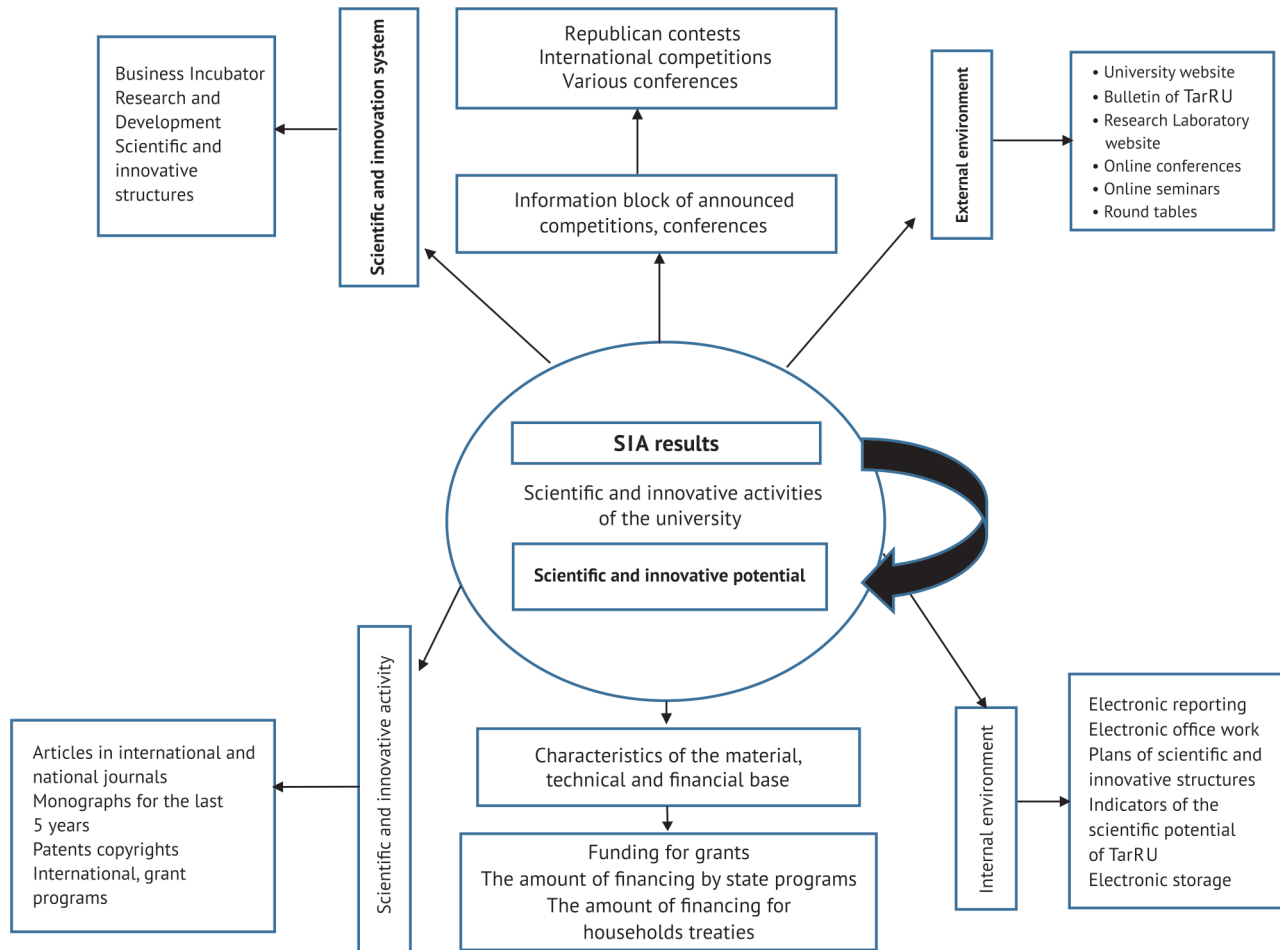 Business Incubator
Research and
Development
Scientific and
innovative
structures
Scientific and innovation system
Republican contests
International competitions
Various conferences
Information block of announced
competitions, conferences
External environment
• University website
• Bulletin of TarRU
• Research Laboratory
website
• Online conferences
• Online seminars
• Round tables
SIA results
Scientific and innovative activities
of the university
Scientific and innovative potential
Articles in international and
national journals
Monographs for the last
5 years
Patents copyrights
International, grant
programs
Scientific and innovative activity
Characteristics of the material,
technical and financial base
Funding for grants
The amount of financing by state programs
The amount of financing for
households treaties
Internal environment
Electronic reporting
Electronic office work
Plans of scientific and
innovative structures
Indicators of the
scientific potential
of TarRU
Electronic storage